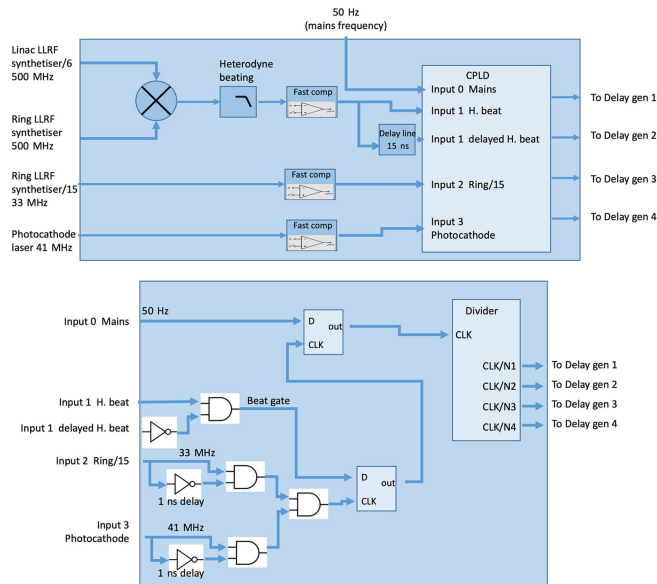 50 Hz
(mains frequency)
Linac LLRF
synthetiser/6
500 MHz
Heterodyne
beating
CPLD
Fast comp
Input 0 Mains
To Delay gen 1
Input 1 H. beat
Ring LLRF
synthetiser
500 MHz
Delay line
15 ns
Input 1 delayed H. beat
To Delay gen 2
Ring LLRF
synthetiser/15
33 MHz
Fast comp
Input 2 Ring/15
To Delay gen 3
Photocathode
laser 41 MHz
Fast comp
Input 3
Photocathode
To Delay gen 4
Input 0 Mains
50 Hz
D
out
CLK
Divider
CLK
CLK/N1
To Delay gen 1
CLK/N2
To Delay gen 2
CLK/N3
To Delay gen 3
CLK/N4
To Delay gen 4
Input 1 H. beat
Beat gate
Input 1 delayed H. beat
Input 2 Ring/15
33 MHz
1 ns delay
D
out
CLK
Input 3
Photocathode
41 MHz
1 ns delay